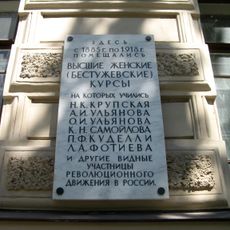 ЗДЕСЬ
С 1885 г. ПО 1918 г.
ПОМЕЩАЛИСЬ
ВЫСШИЕ ЖЕНСКИЕ
(БЕСТУЖЕВСКИЕ)
КУРСЫ
НА КОТОРЫХ УЧИЛИСЬ
Н. К. КРУПСКАЯ
А. И. УЛЬЯНОВА
О. И. УЛЬЯНОВА
К. Н. САМОЙЛОВА
П. Ф. КУДЕЛЛИ
Л. А. ФОТИЕВА
И ДРУГИЕ ВИДНЫЕ
УЧАСТНИЦЫ
РЕВОЛЮЦИОННОГО
ДВИЖЕНИЯ В РОССИИ.